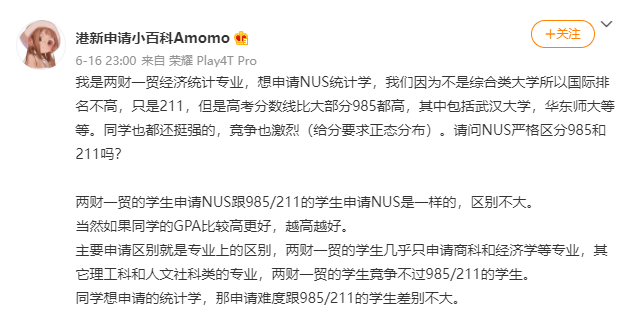 港新申请小百科Amomo
+关注
6-16 23:00 来自 荣耀 Play4T Pro
我是两财一贸经济统计专业，想申请NUS统计学，我们因为不是综合类大学所以国际排
名不高，只是211，但是高考分数线比大部分985都高，其中包括武汉大学，华东师大等
等。同学也都还挺强的，竞争也激烈（给分要求正态分布）。请问NUS严格区分985和
211吗？
两财一贸的学生申请NUS跟985/211的学生申请NUS是一样的，区别不大。
当然如果同学的GPA比较高更好，越高越好。
主要申请区别就是专业上的区别，两财一贸的学生几乎只申请商科和经济学等专业，其
它理工科和人文社科类的专业，两财一贸的学生竞争不过985/211的学生。
同学想申请的统计学，那申请难度跟985/211的学生差别不大。